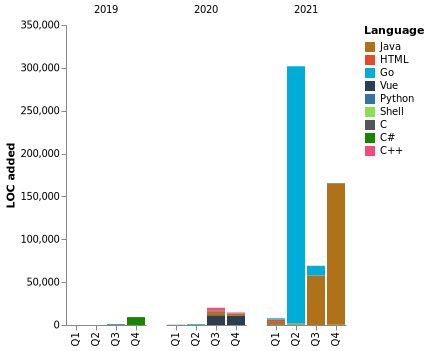 2019 2020 2021
350,000
300,000
250,000
200,000
150,000
100,000
50,000
0
LOC added
Q1 Q2 Q3 Q4 Q1 Q2 Q3 Q4 Q1 Q2 Q3 Q4
Language
Java
HTML
Go
Vue
Python
Shell
C
C#
C++